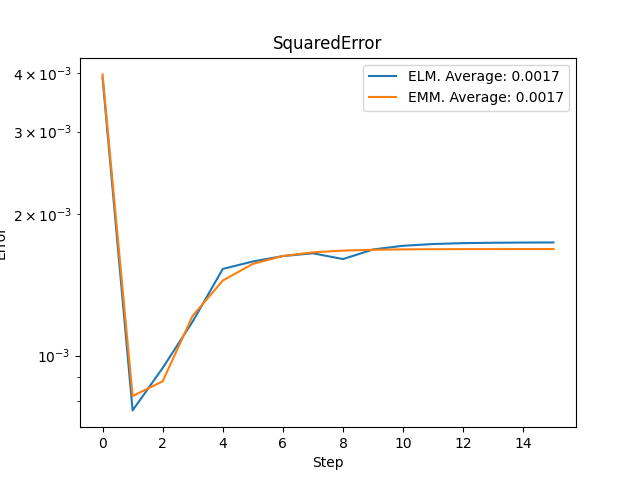 SquaredError
ELM. Average: 0.0017
EMM. Average: 0.0017
4 × 10⁻³
3 × 10⁻³
2 × 10⁻³
10⁻³
Error
0 2 4 6 8 10 12 14
Step